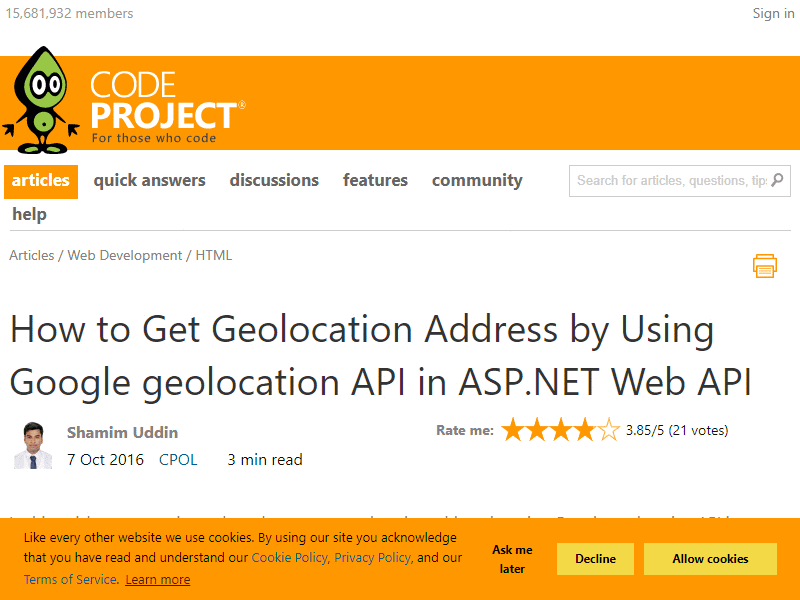 15,681,932 members
Sign in
CODE
PROJECT®
For those who code
articles quick answers discussions features community
Search for articles, questions, tip
help
Articles / Web Development / HTML
How to Get Geolocation Address by Using
Google geolocation API in ASP.NET Web API
Shamim Uddin
Rate me: 3.85/5 (21 votes)
7 Oct 2016 CPOL 3 min read
Like every other website we use cookies. By using our site you acknowledge
that you have read and understand our Cookie Policy, Privacy Policy, and our
Terms of Service. Learn more
Ask me
later
Decline
Allow cookies